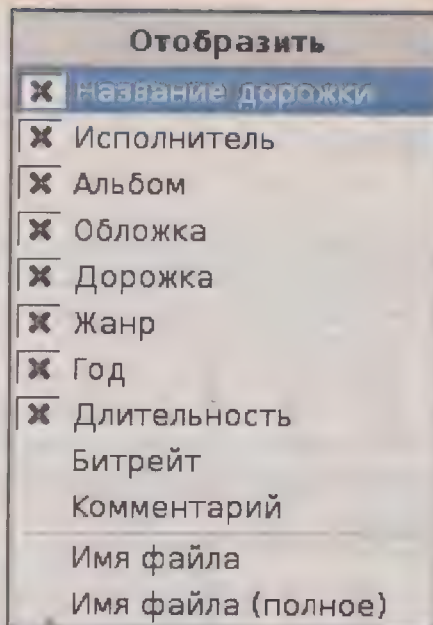 Отобразить
Название дорожки
Исполнитель
Альбом
Обложка
Дорожка
Жанр
Год
Длительность
Битрейт
Комментарий
Имя файла
Имя файла (полное)